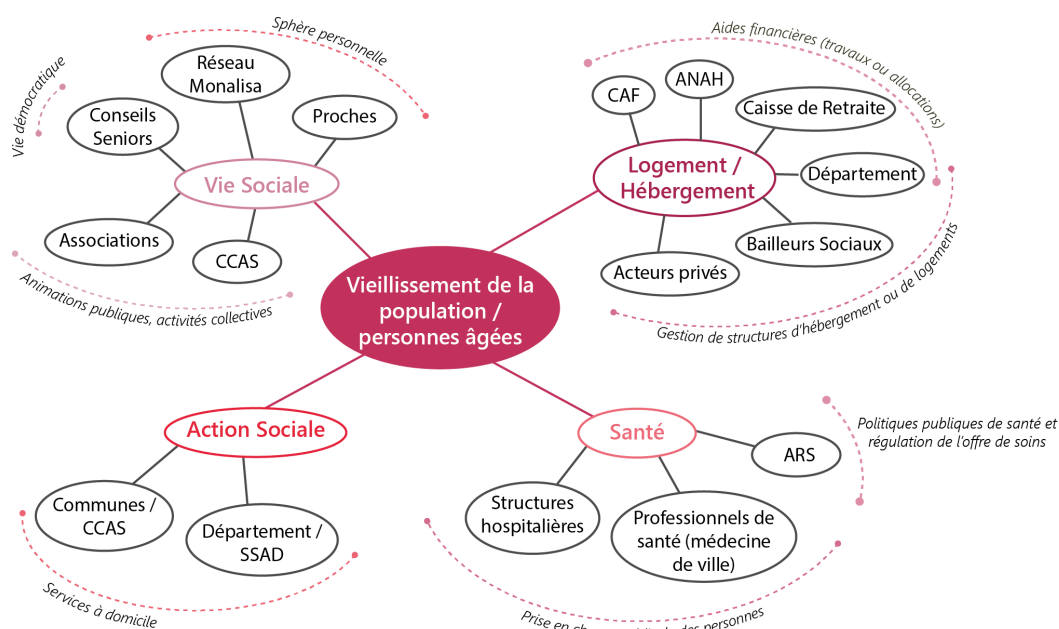 Sphère personnelle
Réseau
Monalisa
Vie démocratique
Conseils
Seniors
Proches
Vie Sociale
Associations
CCAS
Animations publiques, activités collectives
Aides financières (travaux ou allocations)
CAF
ANAH
Caisse de Retraite
Logement /
Hébergement
Département
Bailleurs Sociaux
Acteurs privés
Gestion de structures d'hébergement ou de logements
Vieillissement de la
population /
personnes âgées
Action Sociale
Communes /
CCAS
Département /
SSAD
Services à domicile
Santé
ARS
Politiques publiques de santé et
régulation de l'offre de soins
Structures
hospitalières
Professionnels de
santé (médecine
de ville)
Prise en des personnes